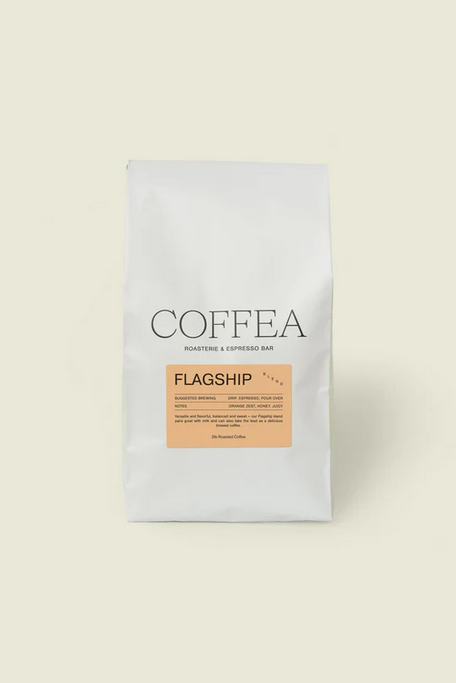 COFFEA
ROASTERIE & ESPRESSO BAR
FLAGSHIP BLEND
SUGGESTED BREWING DRIP, ESPRESSO, POUR OVER
NOTES ORANGE ZEST, HONEY, JUICY
Versatile and flavorful, balanced and sweet – our Flagship blend
pairs great with milk and can also take the lead as a delicious
brewed coffee.
2lb Roasted Coffee